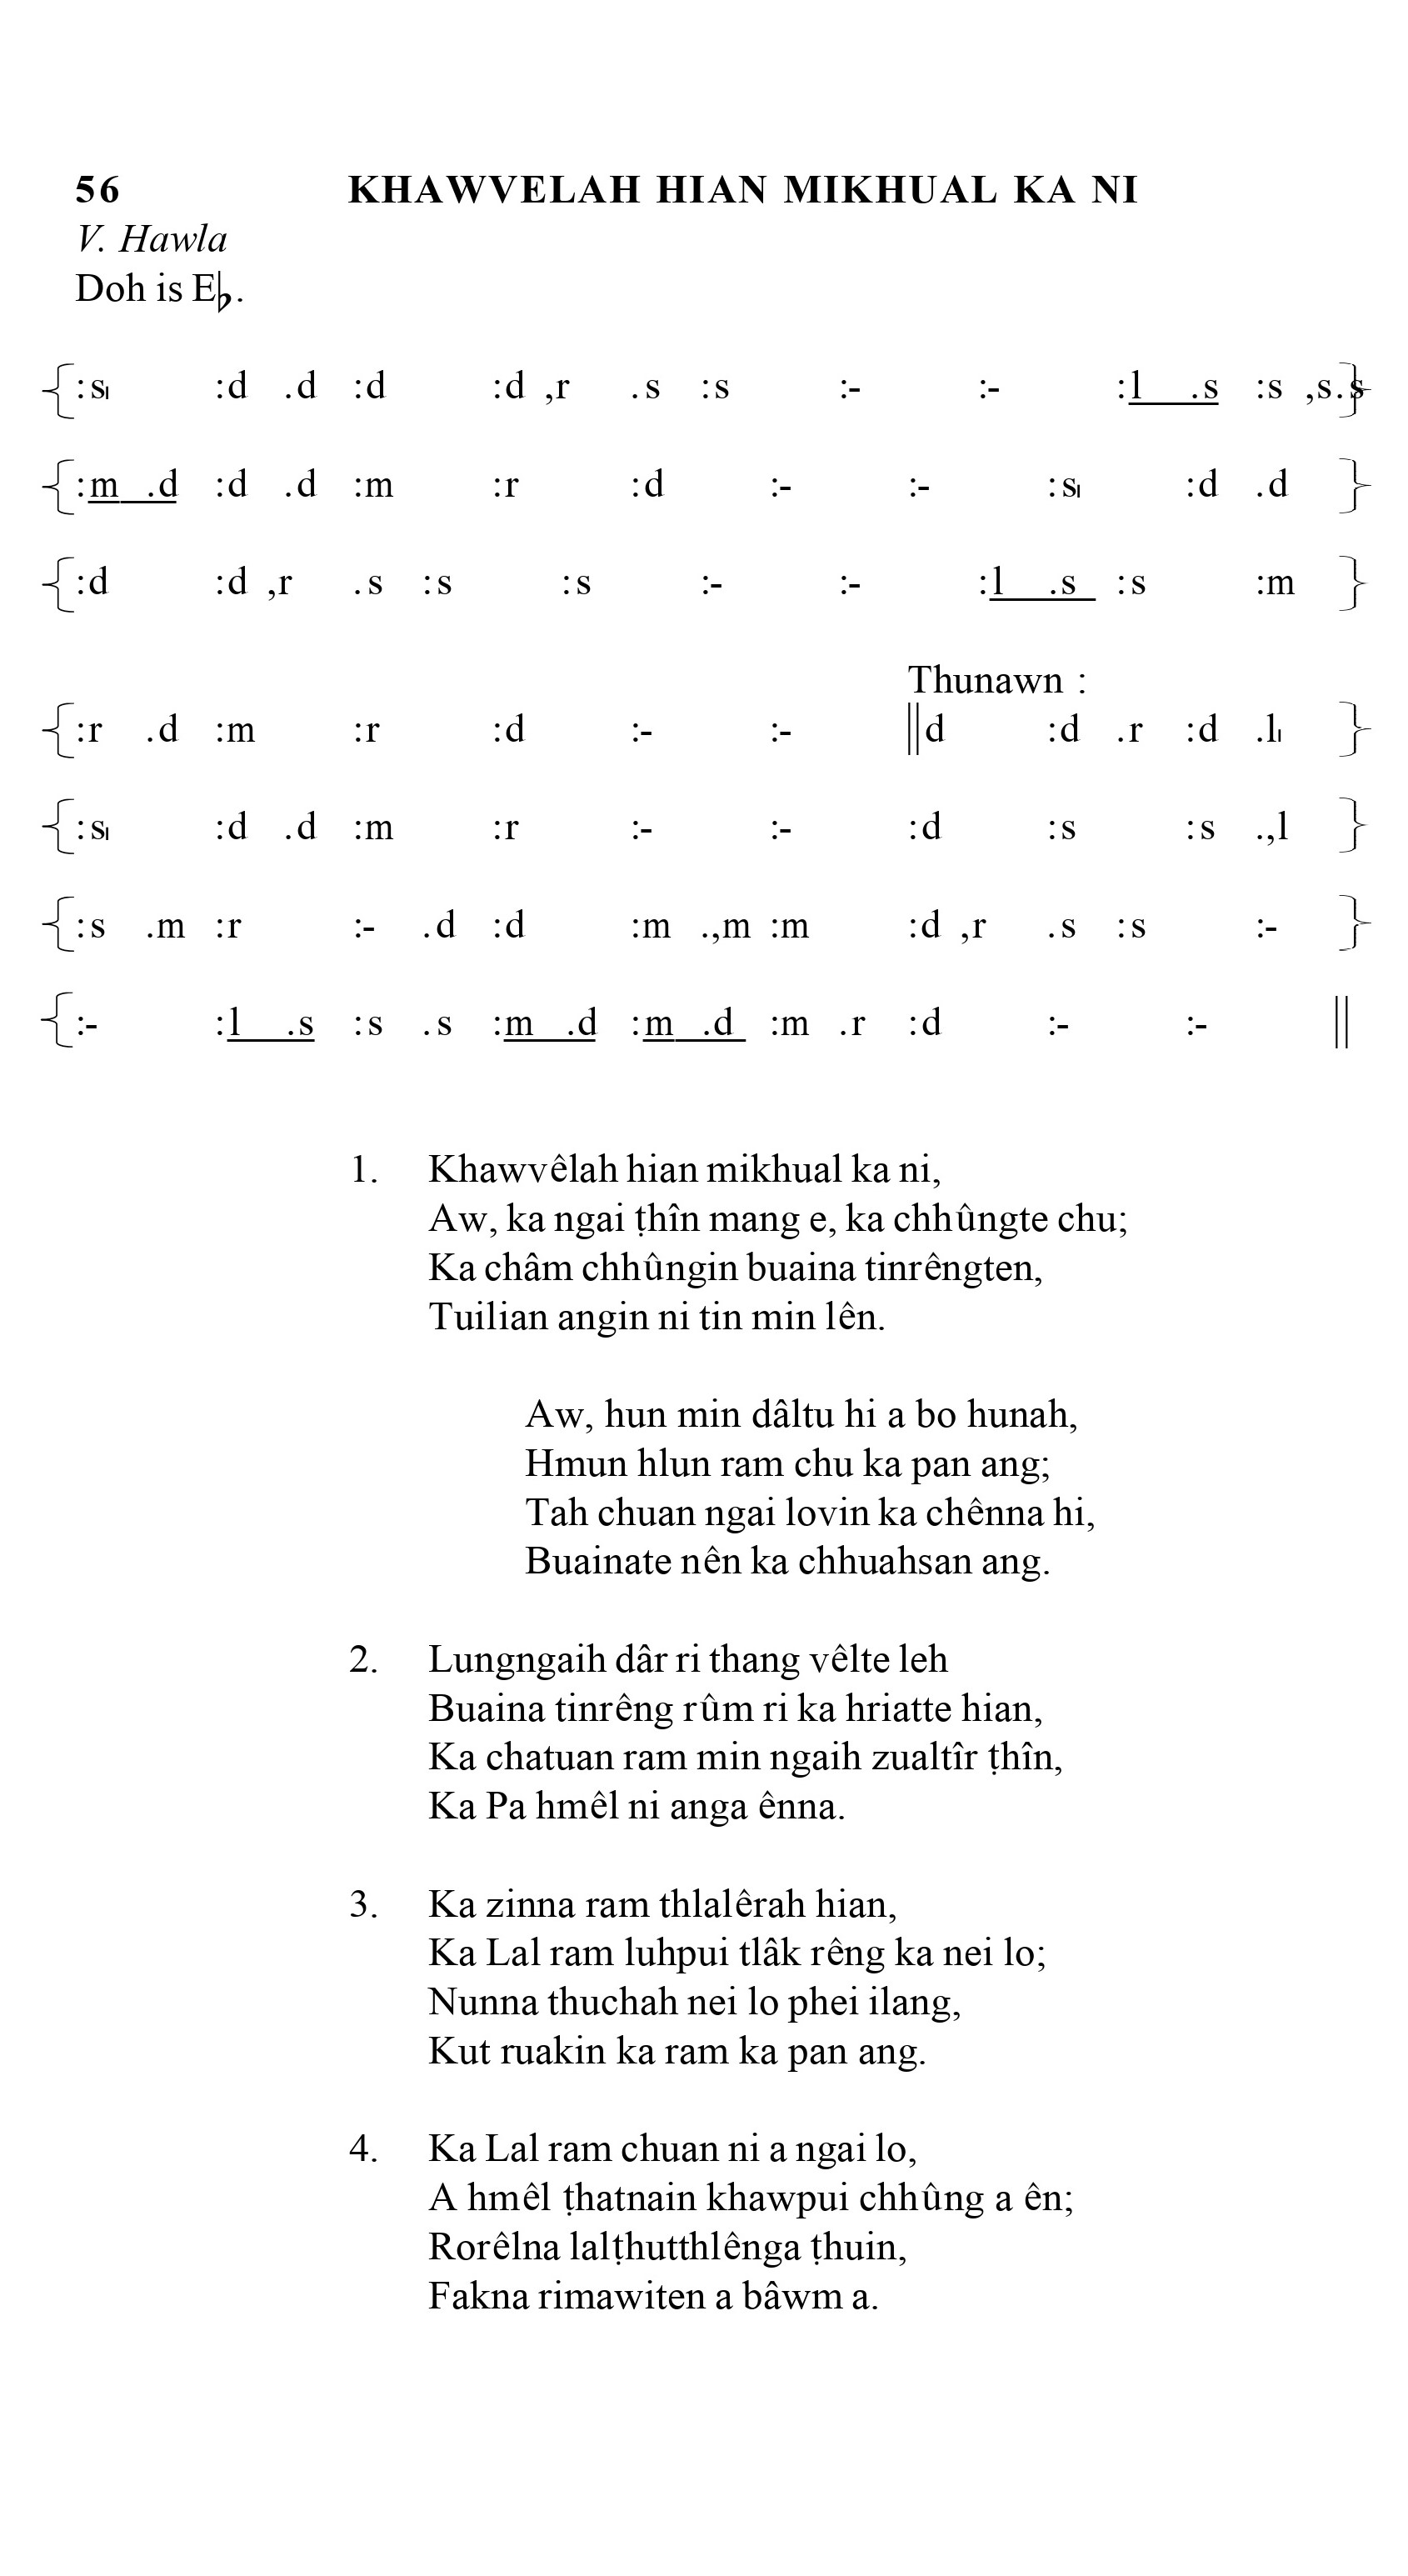 56 KHAWVELAH HIAN MIKHUAL KA NI
V. Hawla
Doh is E♭.
{:s₁ :d .d :d :d ,r .s :s :- :- :l .s :s ,s.s}
{:m .d :d .d :m :r :d :- :- :s₁ :d .d }
{:d :d ,r .s :s :s :- :- :l .s :s :m }
Thunawn :
{:r .d :m :r :d :- :- ||d :d .r :d .l₁ }
{:s₁ :d .d :m :r :- :- :d :s :s .,l }
{:s .m :r :- .d :d :m .,m :m :d ,r .s :s :- }
{:- :l .s :s .s :m .d :m .d :m .r :d :- :- ||
1. Khawvêlah hian mikhual ka ni,
Aw, ka ngai ṭhîn mang e, ka chhûngte chu;
Ka châm chhûngin buaina tinrêngten,
Tuilian angin ni tin min lên.
Aw, hun min dâltu hi a bo hunah,
Hmun hlun ram chu ka pan ang;
Tah chuan ngai lovin ka chênna hi,
Buainate nên ka chhuahsan ang.
2. Lungngaih dâr ri thang vêlte leh
Buaina tinrêng rûm ri ka hriatte hian,
Ka chatuan ram min ngaih zualtîr ṭhîn,
Ka Pa hmêl ni anga ênna.
3. Ka zinna ram thlalêrah hian,
Ka Lal ram luhpui tlâk rêng ka nei lo;
Nunna thuchah nei lo phei ilang,
Kut ruakin ka ram ka pan ang.
4. Ka Lal ram chuan ni a ngai lo,
A hmêl ṭhatnain khawpui chhûng a ên;
Rorêlna lalṭhutthlênga ṭhuin,
Fakna rimawiten a bâwm a.